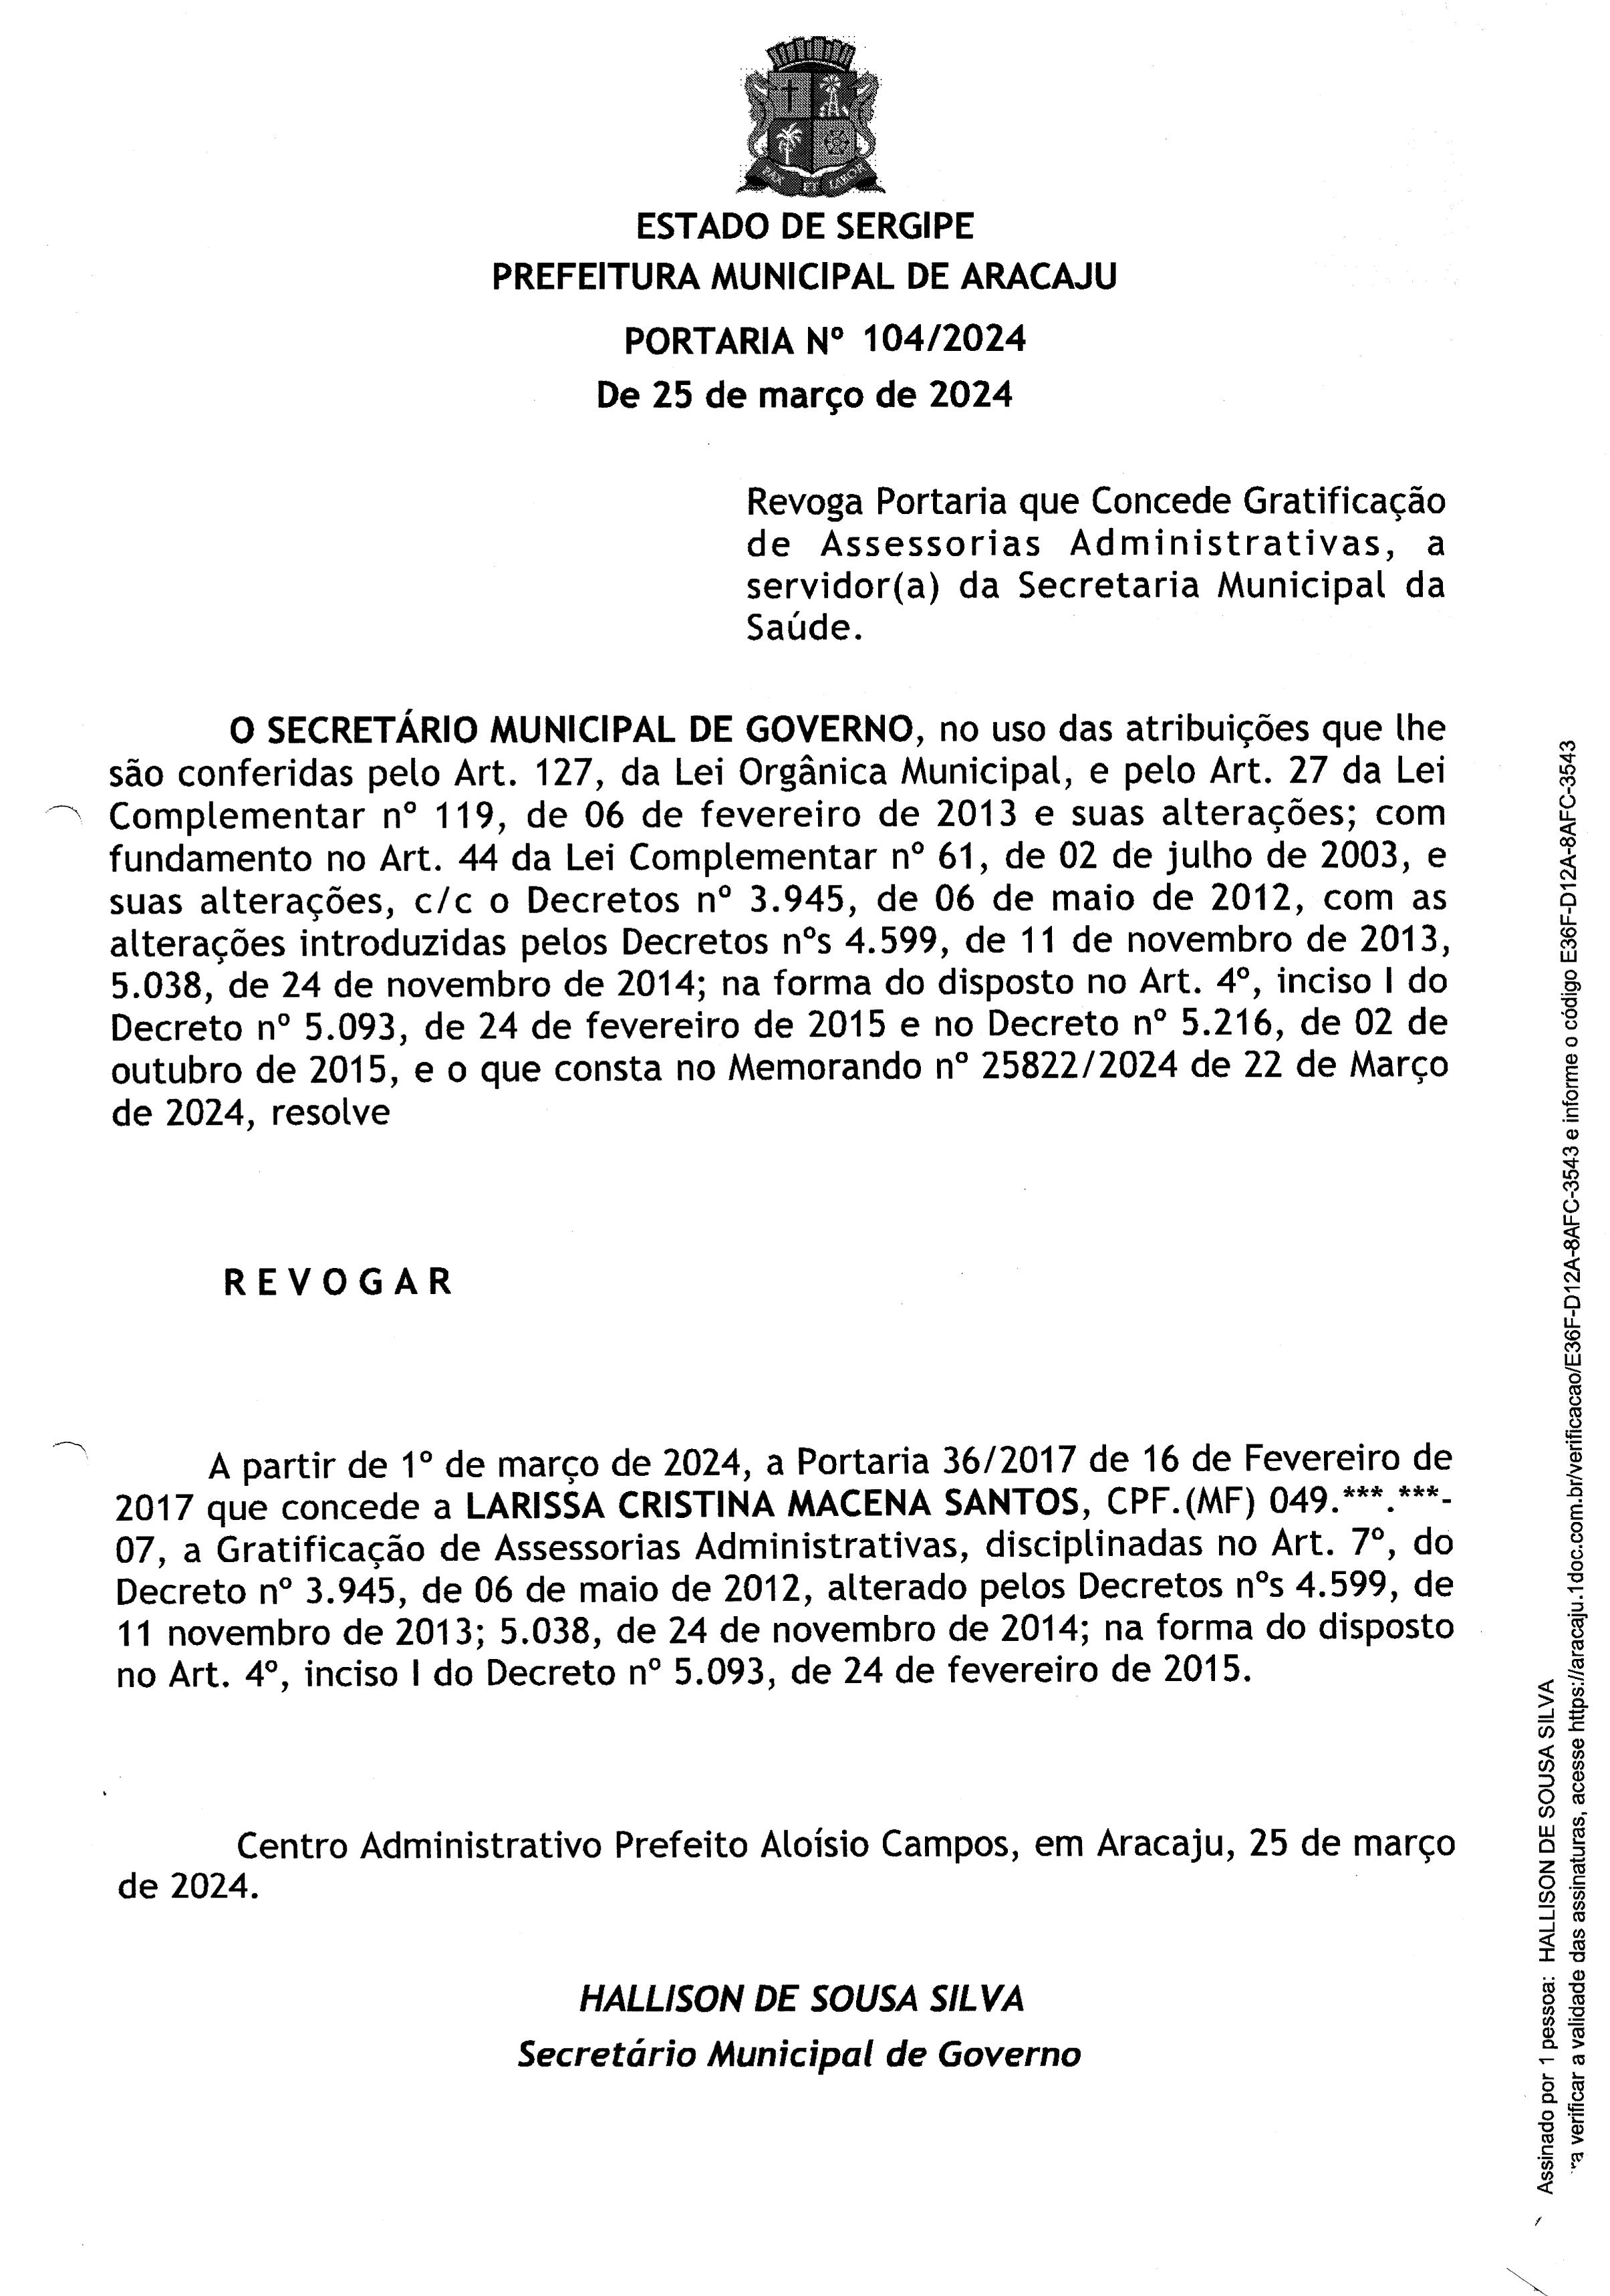 PAX ET LABOR
ESTADO DE SERGIPE
PREFEITURA MUNICIPAL DE ARACAJU
PORTARIA Nº 104/2024
De 25 de março de 2024
Revoga Portaria que Concede Gratificação
de Assessorias Administrativas, a
servidor(a) da Secretaria Municipal da
Saúde.
O SECRETÁRIO MUNICIPAL DE GOVERNO, no uso das atribuições que lhe
são conferidas pelo Art. 127, da Lei Orgânica Municipal, e pelo Art. 27 da Lei
Complementar nº 119, de 06 de fevereiro de 2013 e suas alterações; com
fundamento no Art. 44 da Lei Complementar nº 61, de 02 de julho de 2003, e
suas alterações, c/c o Decretos nº 3.945, de 06 de maio de 2012, com as
alterações introduzidas pelos Decretos nºs 4.599, de 11 de novembro de 2013,
5.038, de 24 de novembro de 2014; na forma do disposto no Art. 4º, inciso I do
Decreto nº 5.093, de 24 de fevereiro de 2015 e no Decreto nº 5.216, de 02 de
outubro de 2015, e o que consta no Memorando nº 25822/2024 de 22 de Março
de 2024, resolve
R E V O G A R
A partir de 1º de março de 2024, a Portaria 36/2017 de 16 de Fevereiro de
2017 que concede a LARISSA CRISTINA MACENA SANTOS, CPF.(MF) 049.***.***-
07, a Gratificação de Assessorias Administrativas, disciplinadas no Art. 7º, do
Decreto nº 3.945, de 06 de maio de 2012, alterado pelos Decretos nºs 4.599, de
11 novembro de 2013; 5.038, de 24 de novembro de 2014; na forma do disposto
no Art. 4º, inciso I do Decreto nº 5.093, de 24 de fevereiro de 2015.
Centro Administrativo Prefeito Aloísio Campos, em Aracaju, 25 de março
de 2024.
HALLISON DE SOUSA SILVA
Secretário Municipal de Governo
Assinado por 1 pessoa: HALLISON DE SOUSA SILVA
verificar a validade das assinaturas, acesse https://aracaju.1doc.com.br/verificacao/E36F-D12A-8AFC-3543 e informe o código E36F-D12A-8AFC-3543